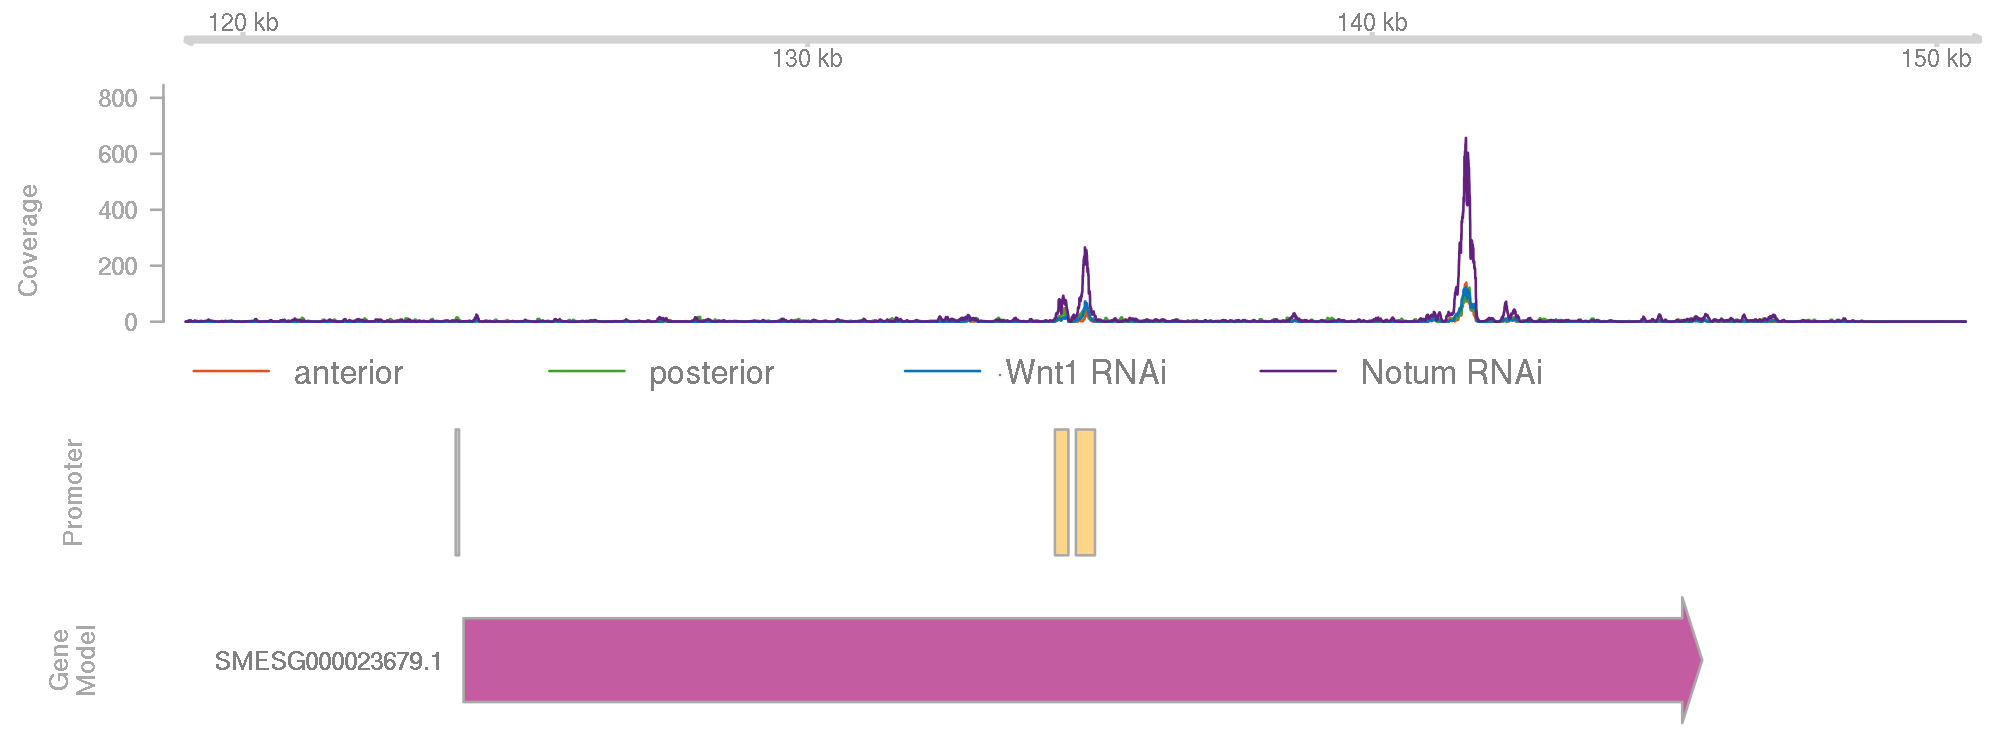 120 kb
140 kb
130 kb
150 kb
Coverage
800
600
400
200
0
anterior
posterior
Wnt1 RNAi
Notum RNAi
Promoter
Gene
Model
SMESG000023679.1